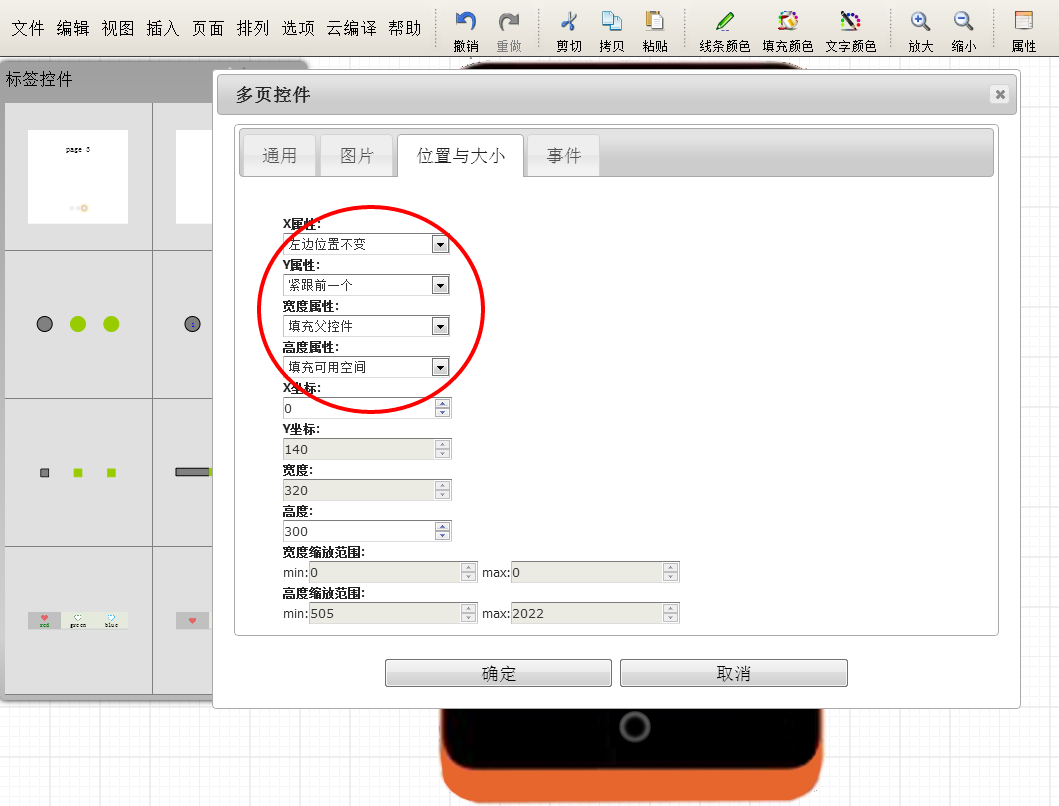 文件 编辑 视图 插入 页面 排列 选项 云编译 帮助 撤销 重做 剪切 拷贝 粘贴 线条颜色 填充颜色 文字颜色 放大 缩小 属性
标签控件
page 3
1
red green blue
多页控件
通用 图片 位置与大小 事件
X属性:
左边位置不变
Y属性:
紧跟前一个
宽度属性:
填充父控件
高度属性:
填充可用空间
X坐标:
0
Y坐标:
140
宽度:
320
高度:
300
宽度缩放范围:
min:0 max:0
高度缩放范围:
min:505 max:2022
确定 取消